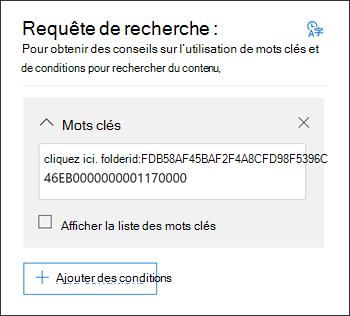 Requête de recherche :
Pour obtenir des conseils sur l'utilisation de mots clés et
de conditions pour rechercher du contenu,
Mots clés
cliquez ici. folderid:FDB58AF45BAF2F4A8CFD98F5396C
46EB0000000001170000
Afficher la liste des mots clés
Ajouter des conditions